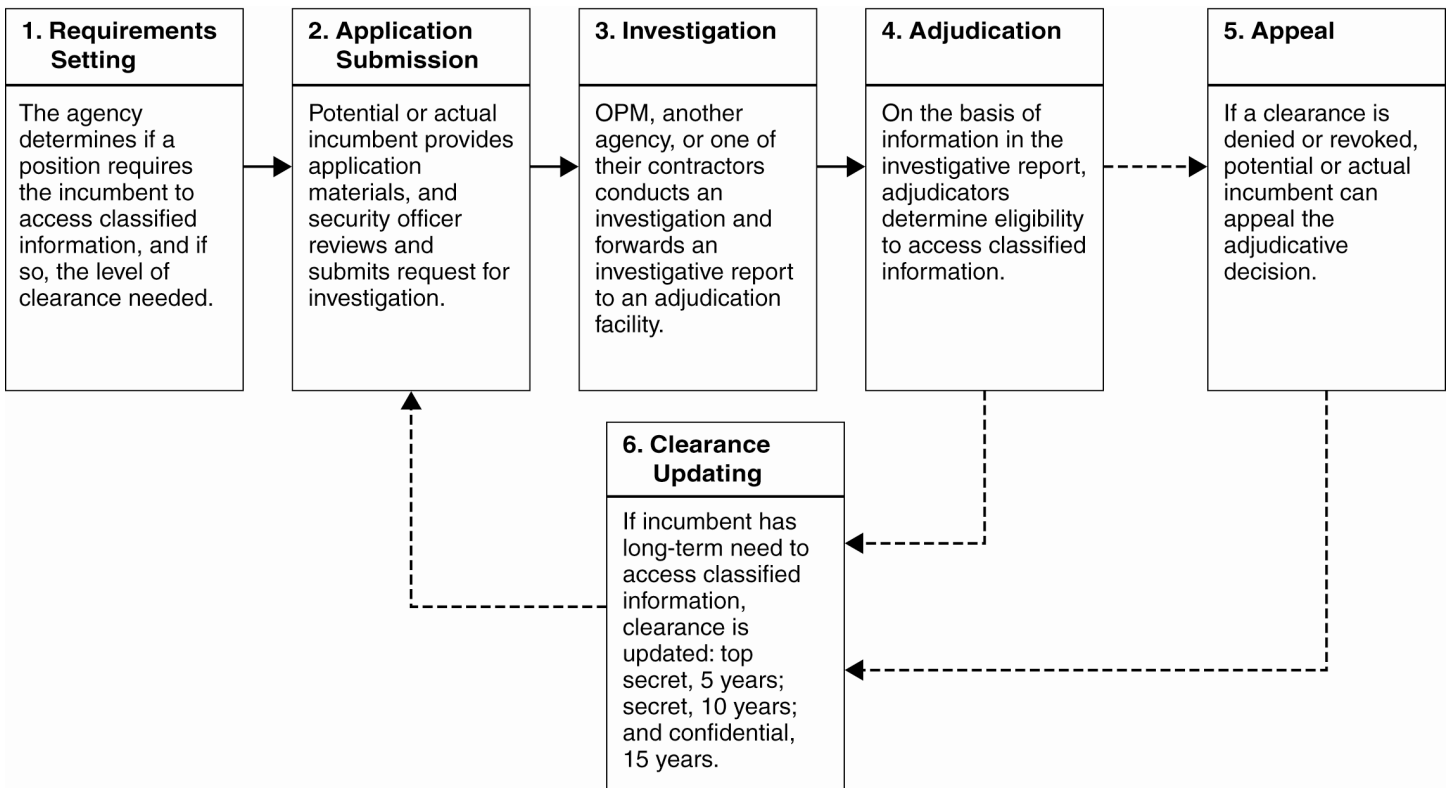 1. Requirements
Setting
The agency
determines if a
position requires
the incumbent to
access classified
information, and if
so, the level of
clearance needed.
2. Application
Submission
Potential or actual
incumbent provides
application
materials, and
security officer
reviews and
submits request for
investigation.
3. Investigation
OPM, another
agency, or one of
their contractors
conducts an
investigation and
forwards an
investigative report
to an adjudication
facility.
4. Adjudication
On the basis of
information in the
investigative report,
adjudicators
determine eligibility
to access classified
information.
5. Appeal
If a clearance is
denied or revoked,
potential or actual
incumbent can
appeal the
adjudicative
decision.
6. Clearance
Updating
If incumbent has
long-term need to
access classified
information,
clearance is
updated: top
secret, 5 years;
secret, 10 years;
and confidential,
15 years.